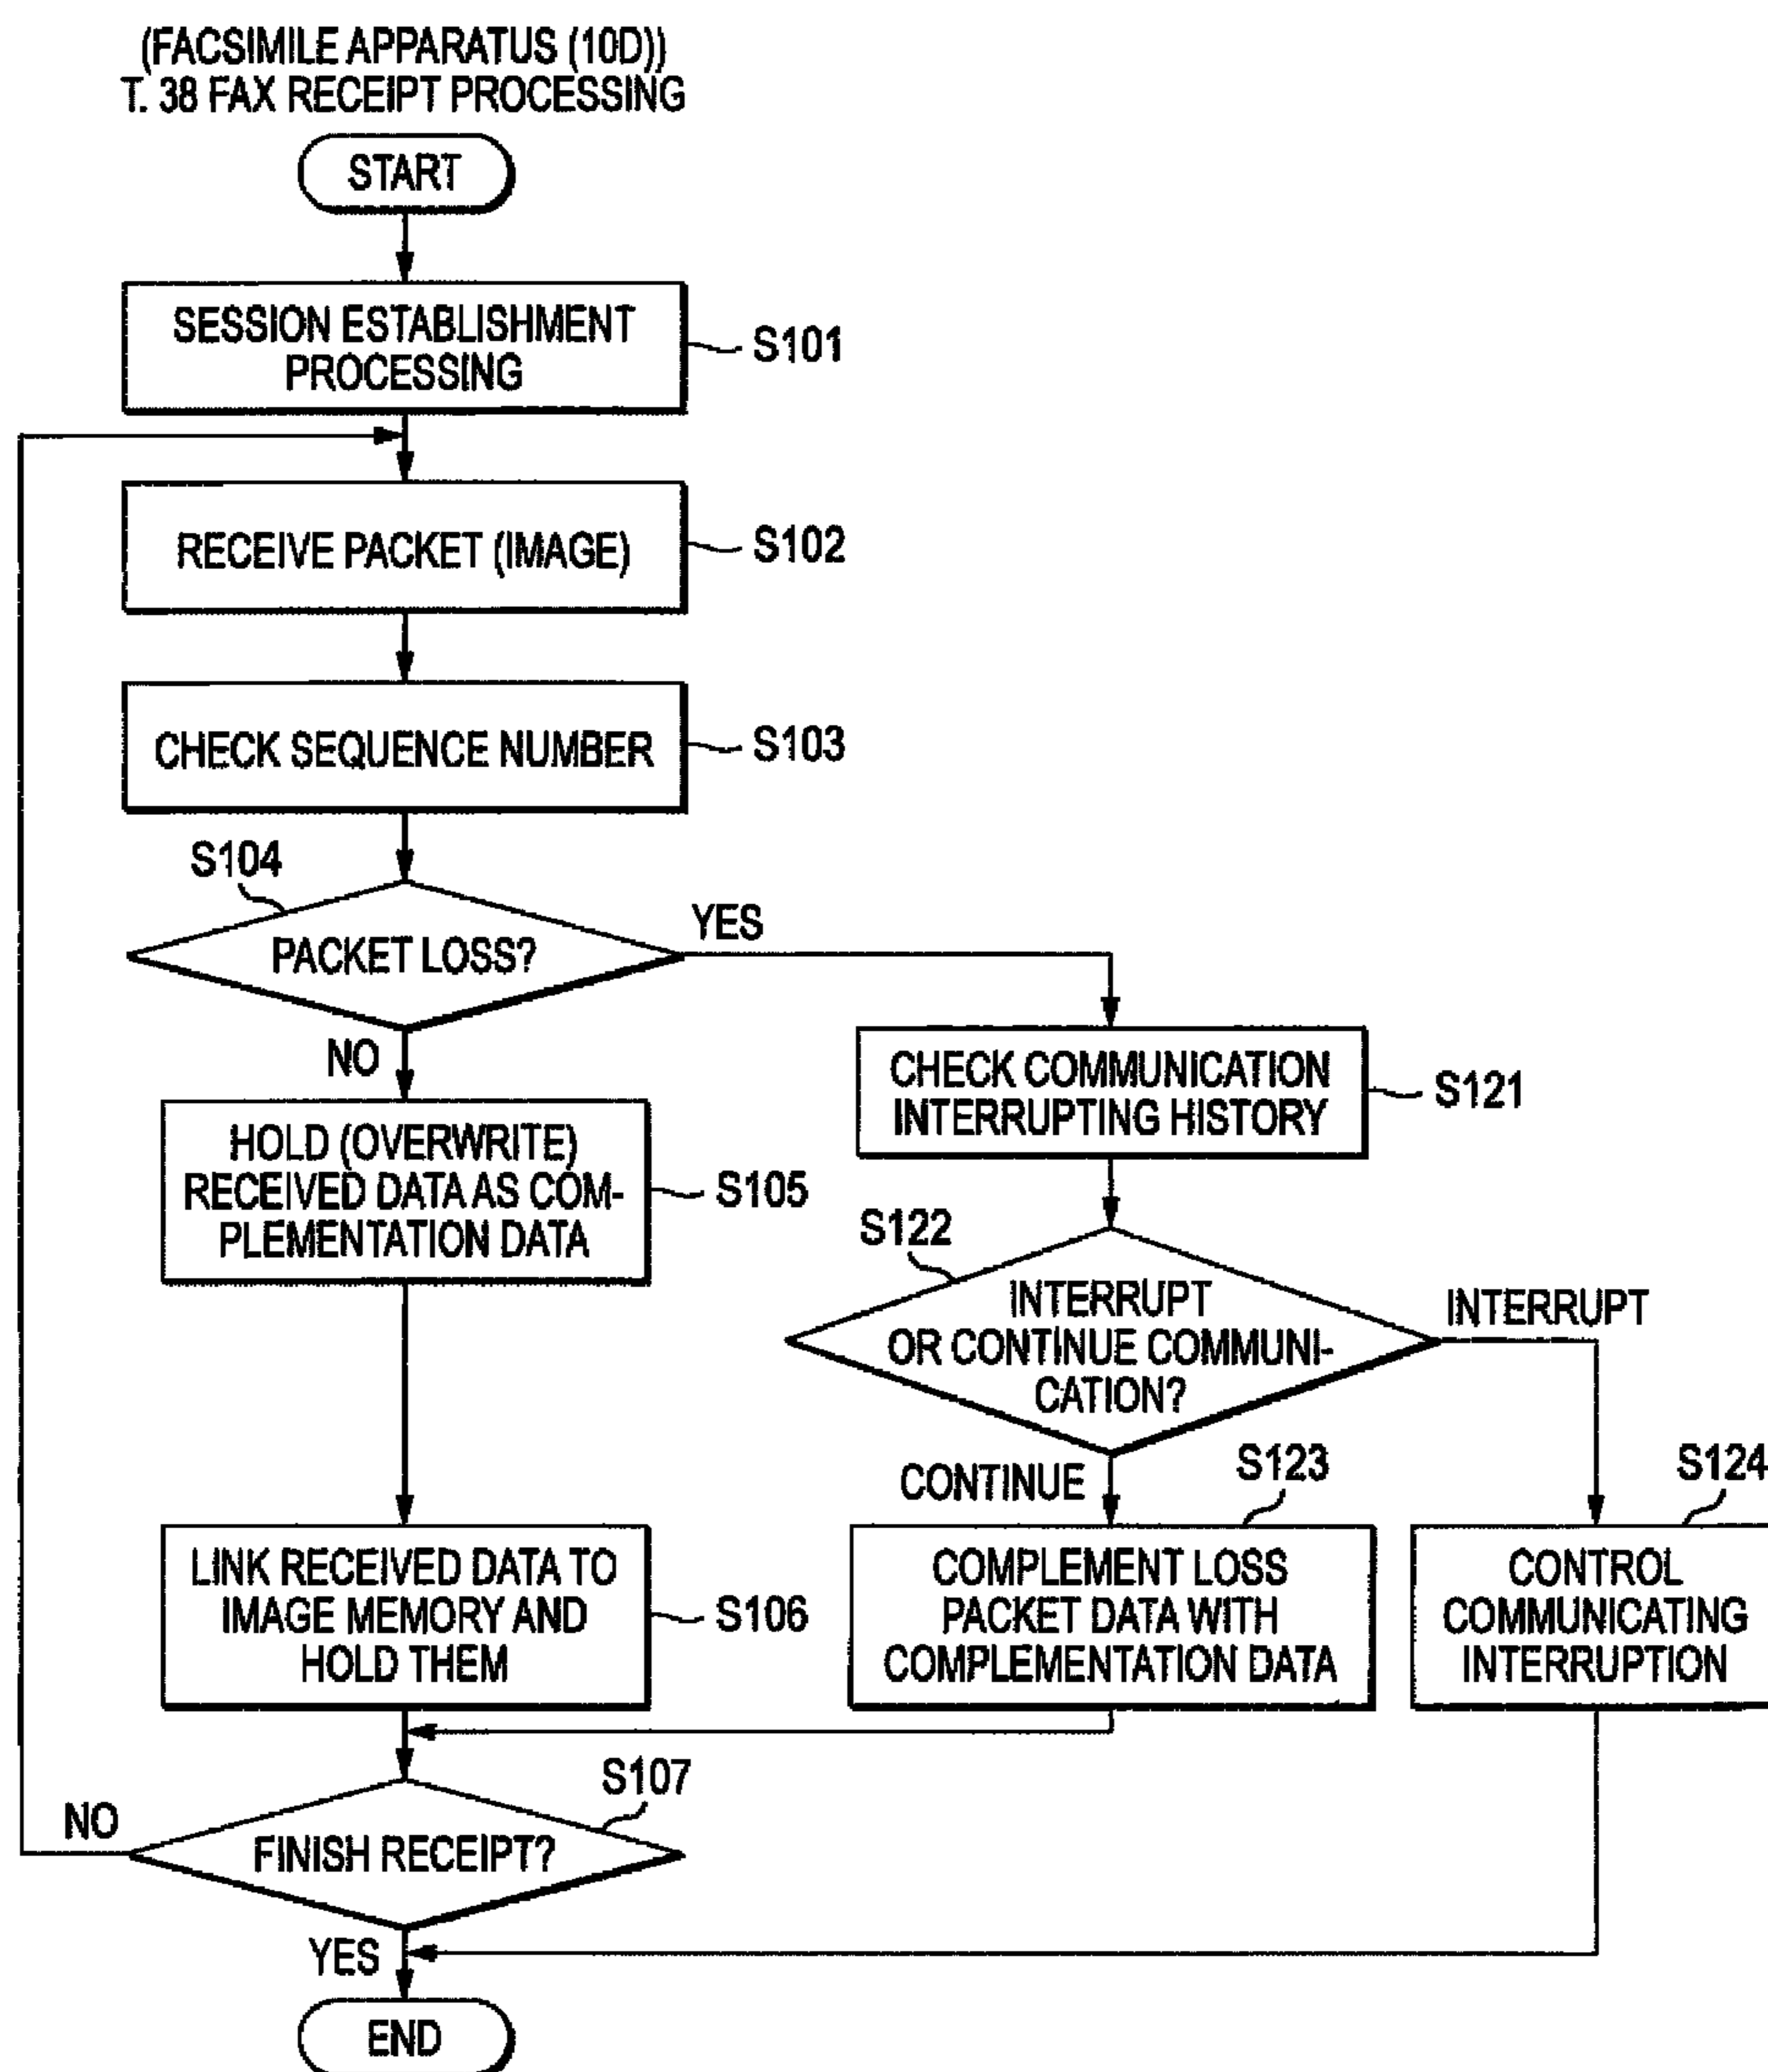 (FACSIMILE APPARATUS (10D))
T. 38 FAX RECEIPT PROCESSING
START
SESSION ESTABLISHMENT
PROCESSING
S101
RECEIVE PACKET (IMAGE)
S102
CHECK SEQUENCE NUMBER
S103
S104
PACKET LOSS?
YES
NO
CHECK COMMUNICATION
INTERRUPTING HISTORY
S121
HOLD (OVERWRITE)
RECEIVED DATA AS COM-
PLEMENTATION DATA
S105
S122
INTERRUPT
OR CONTINUE COMMUNI-
CATION?
INTERRUPT
CONTINUE
S123
S124
LINK RECEIVED DATA TO
IMAGE MEMORY AND
HOLD THEM
S106
COMPLEMENT LOSS
PACKET DATA WITH
COMPLEMENTATION DATA
CONTROL
COMMUNICATING
INTERRUPTION
S107
NO
FINISH RECEIPT?
YES
END